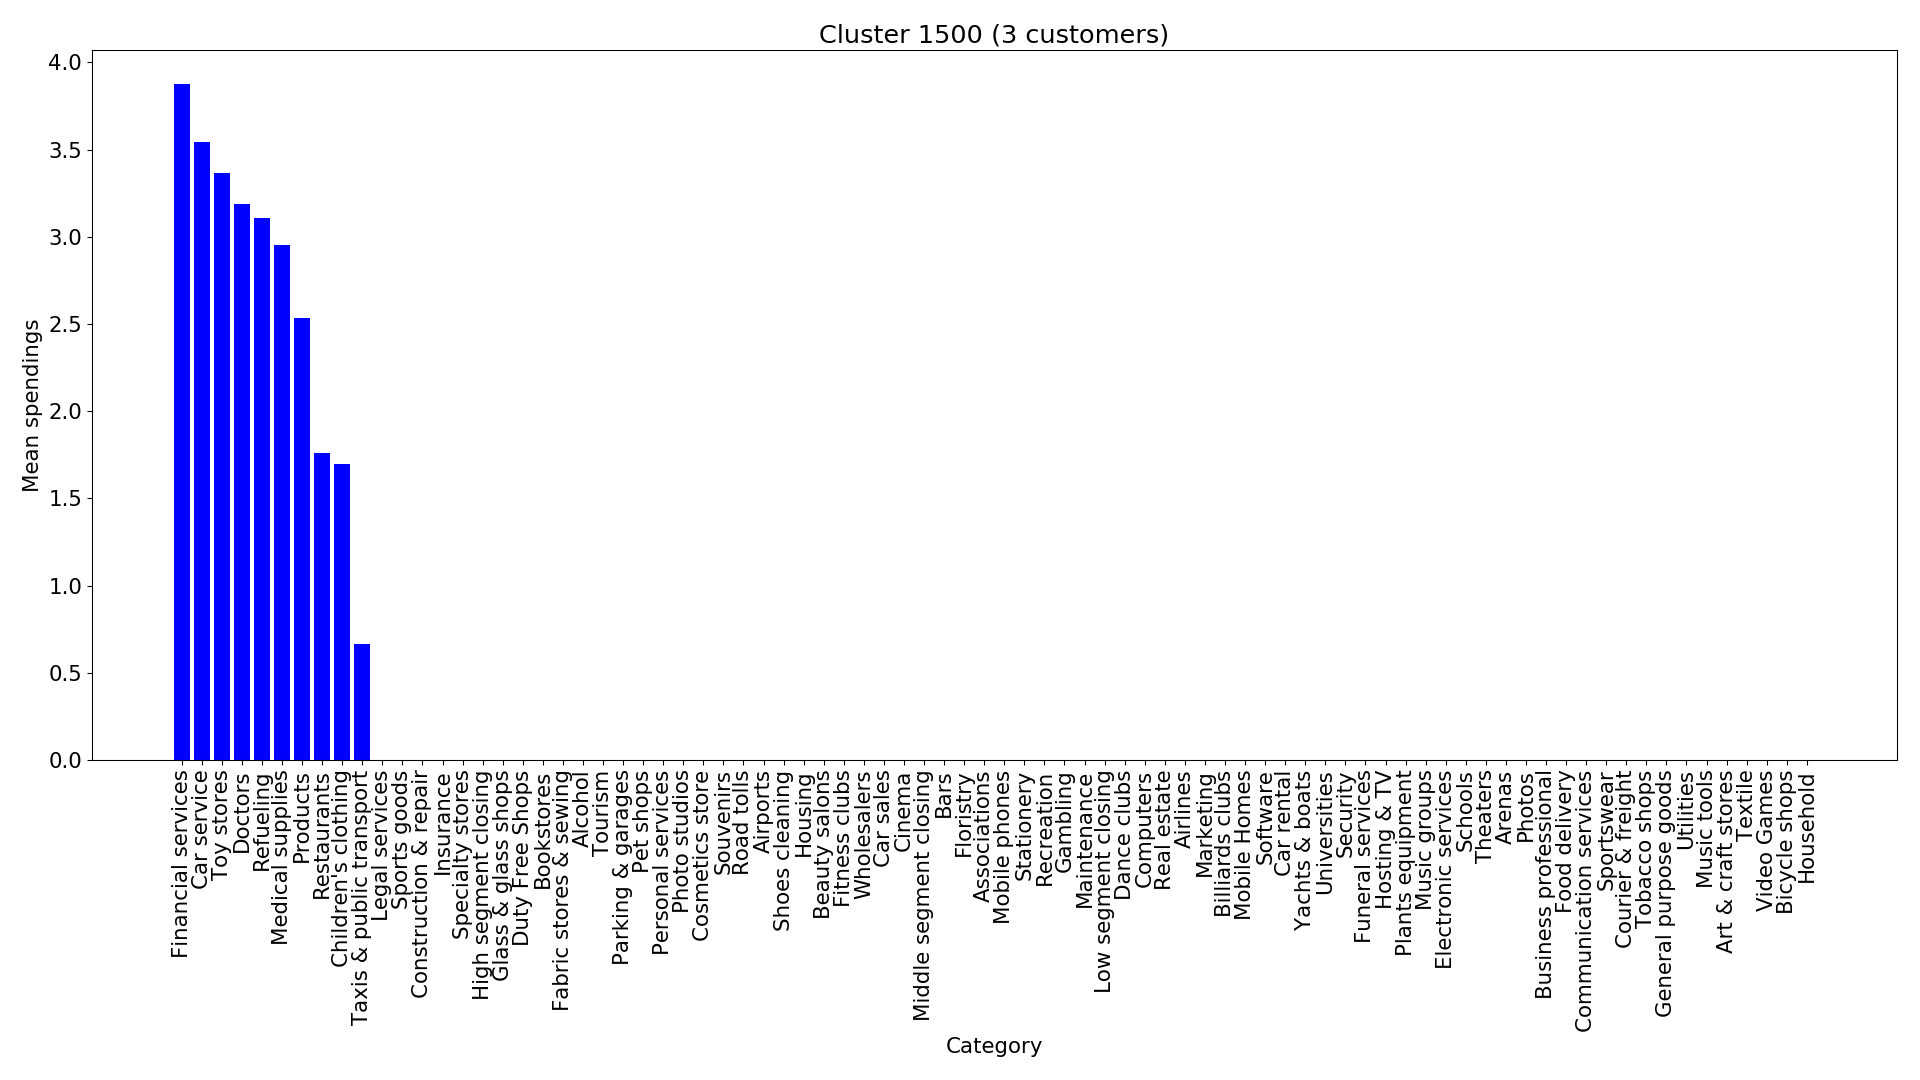 Cluster 1500 (3 customers)
4.0
3.5
3.0
2.5
2.0
1.5
1.0
0.5
0.0
Mean spendings
Financial services
Car service
Toy stores
Doctors
Refueling
Medical supplies
Products
Restaurants
Children's clothing
Taxis & public transport
Legal services
Sports goods
Construction & repair
Insurance
Specialty stores
High segment closing
Glass & glass shops
Duty Free Shops
Bookstores
Fabric stores & sewing
Alcohol
Tourism
Parking & garages
Pet shops
Personal services
Photo studios
Cosmetics store
Souvenirs
Road tolls
Airports
Shoes cleaning
Housing
Beauty salons
Fitness clubs
Wholesalers
Car sales
Cinema
Middle segment closing
Bars
Floristry
Associations
Mobile phones
Stationery
Recreation
Gambling
Maintenance
Low segment closing
Dance clubs
Computers
Real estate
Airlines
Marketing
Billiards clubs
Mobile Homes
Software
Car rental
Yachts & boats
Universities
Security
Funeral services
Hosting & TV
Plants equipment
Music groups
Electronic services
Schools
Theaters
Arenas
Photos
Business professional
Food delivery
Communication services
Sportswear
Courier & freight
Tobacco shops
General purpose goods
Utilities
Music tools
Art & craft stores
Textile
Video Games
Bicycle shops
Household
Category